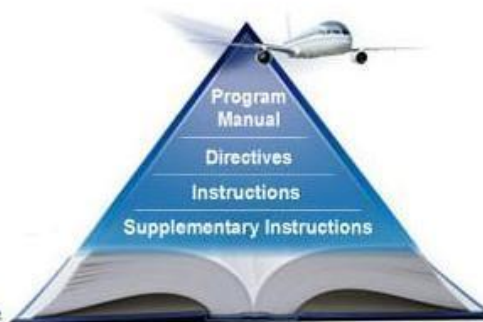 Program
Manual
Directives
Instructions
Supplementary Instructions